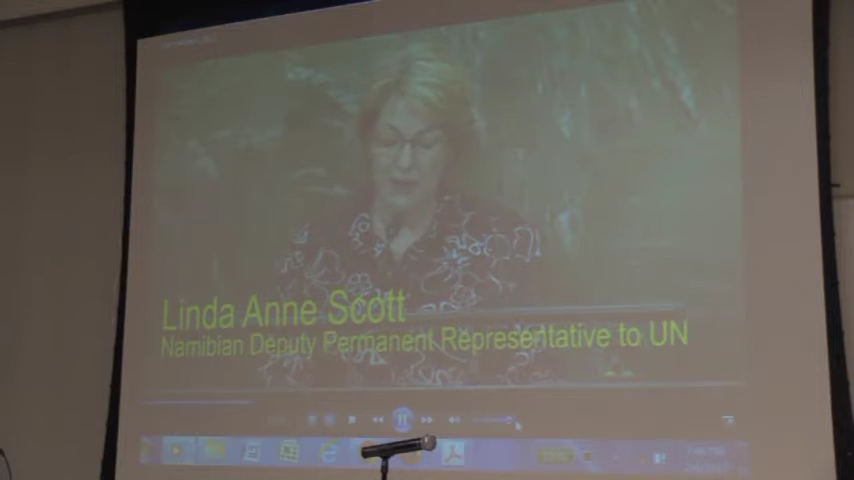 Linda Anne Scott
Namibian Deputy Permanent Representative to UN